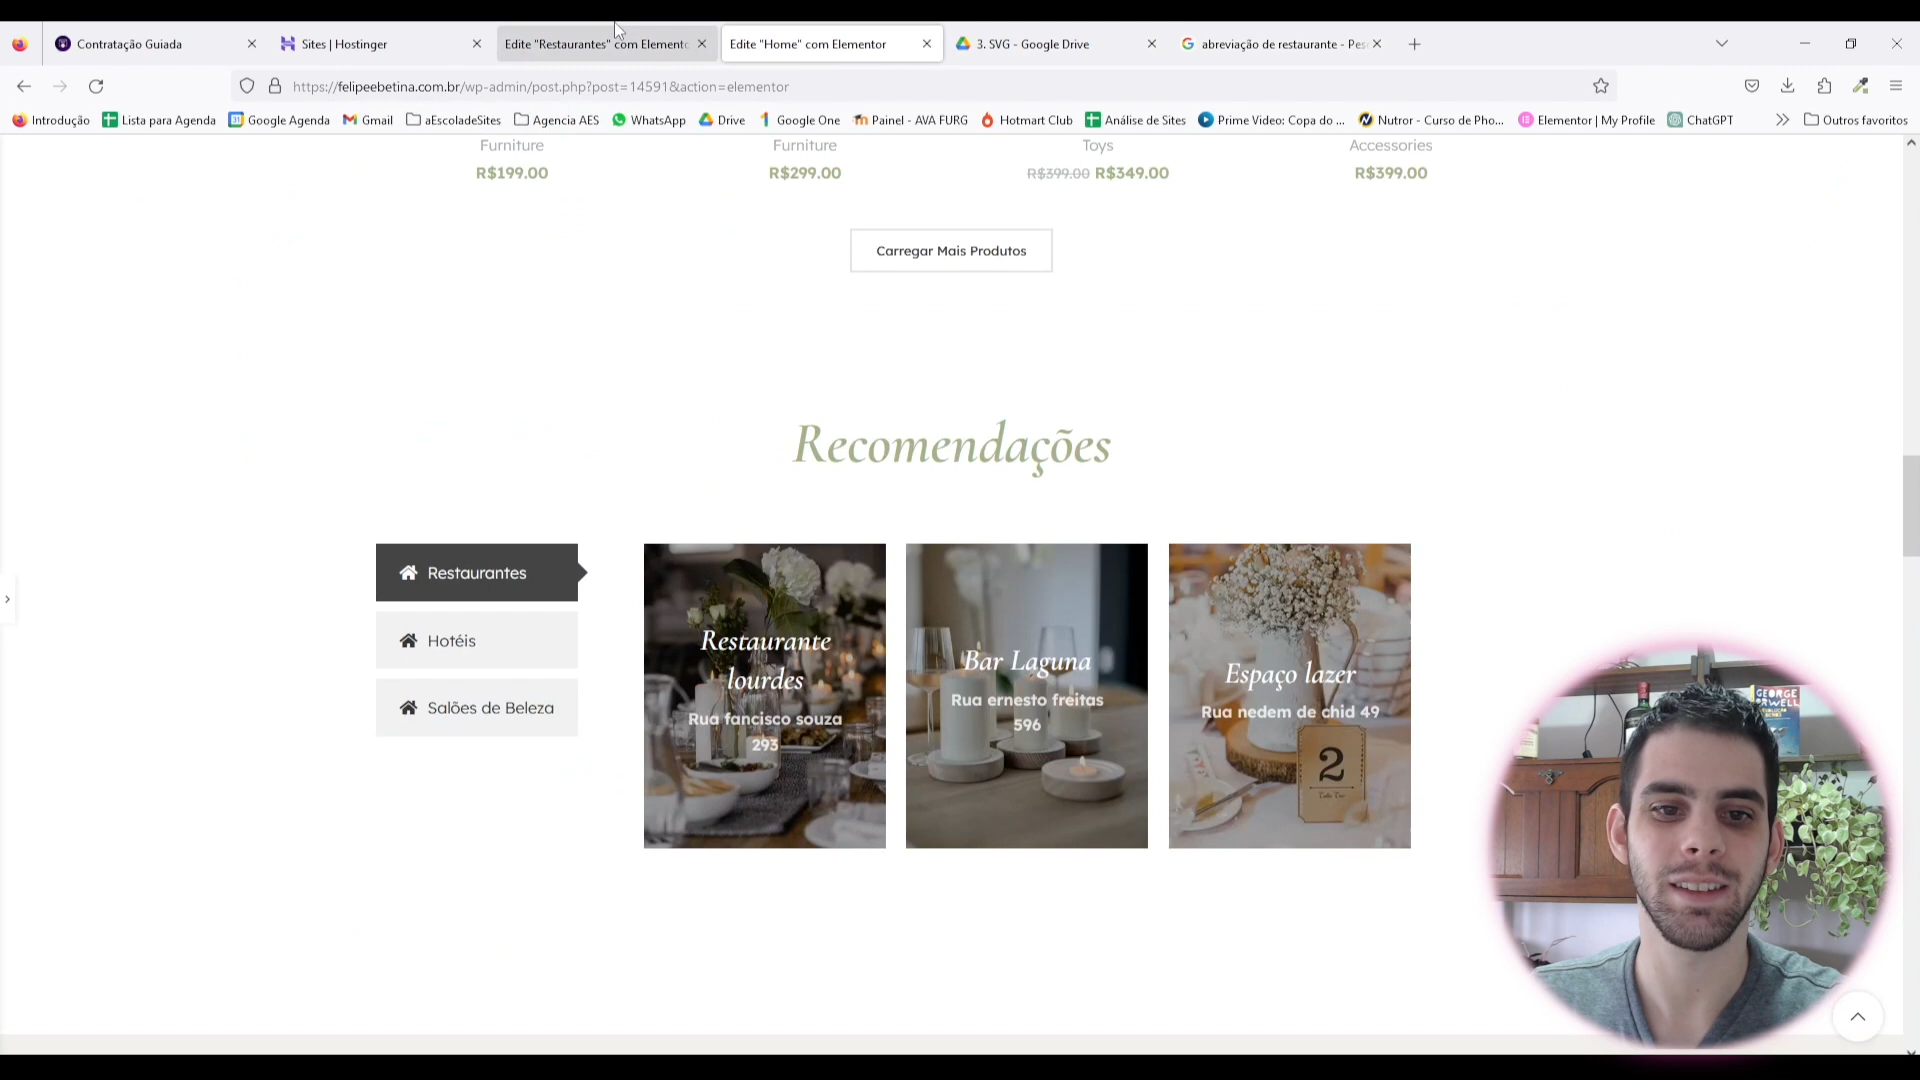 Contratação Guiada
Sites | Hostinger
Edite "Restaurantes" com Elemento
Edite "Home" com Elementor
3. SVG - Google Drive
abreviação de restaurante - Pes
https://felipeebetina.com.br/wp-admin/post.php?post=14591&action=elementor
Introdução
Lista para Agenda
Google Agenda
Gmail
aEscoladeSites
Agencia AES
WhatsApp
Drive
Google One
Painel - AVA FURG
Hotmart Club
Análise de Sites
Prime Video: Copa do ...
Nutror - Curso de Pho...
Elementor | My Profile
ChatGPT
Outros favoritos
Furniture
R$199.00
Furniture
R$299.00
Toys
R$399.00 R$349.00
Accessories
R$399.00
Carregar Mais Produtos
Recomendações
Restaurantes
Hotéis
Salões de Beleza
Restaurante
lourdes
Rua fancisco souza
293
Bar Laguna
Rua ernesto freitas
596
Espaço lazer
Rua nedem de chid 49
2
GEORGE
ORWELL